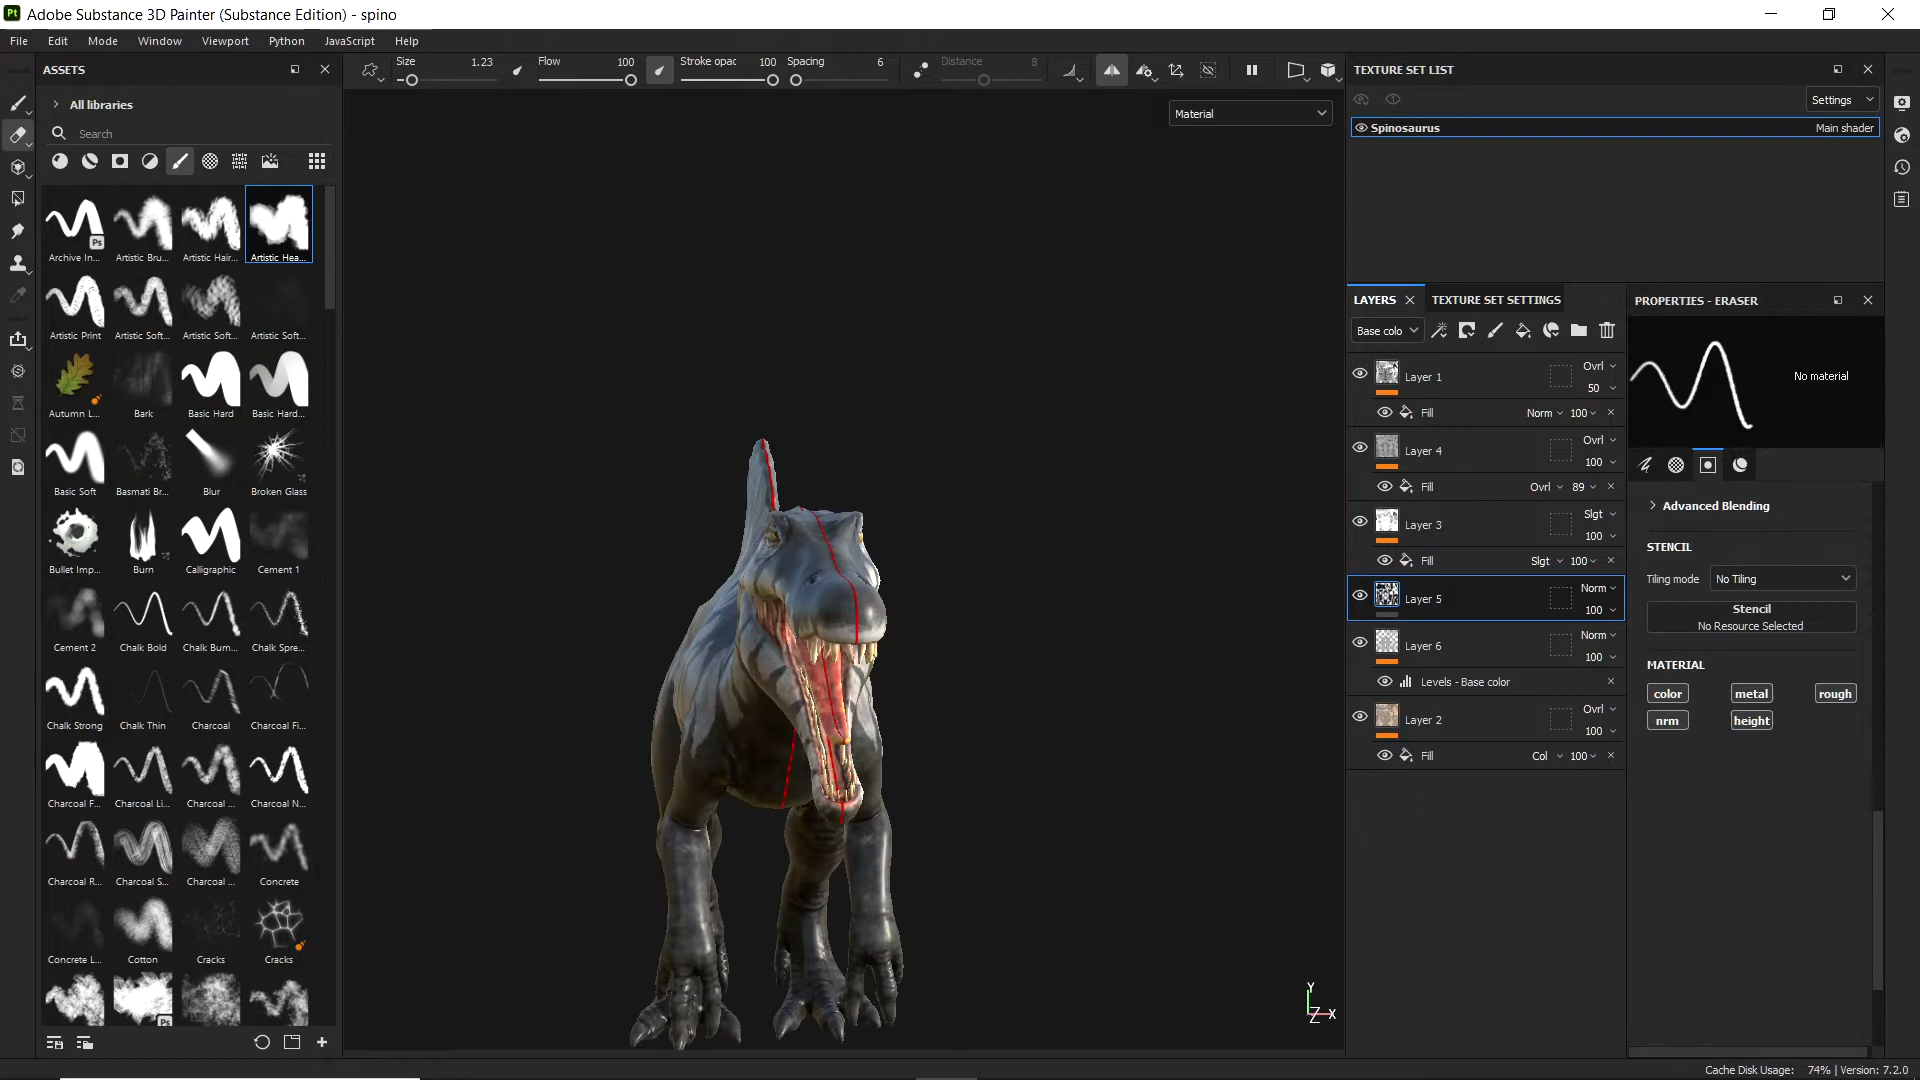 Pt Adobe Substance 3D Painter (Substance Edition) - spino
File Edit Mode Window Viewport Python JavaScript Help
ASSETS
All libraries
Search
Archive In...
Artistic Bru...
Artistic Hair...
Artistic Hea...
Artistic Print
Artistic Soft...
Artistic Soft...
Artistic Soft...
Autumn L...
Bark
Basic Hard
Basic Hard...
Basic Soft
Basmati Br...
Blur
Broken Glass
Bullet Imp...
Burn
Calligraphic
Cement 1
Cement 2
Chalk Bold
Chalk Bum...
Chalk Spre...
Chalk Strong
Chalk Thin
Charcoal
Charcoal Fi...
Charcoal F...
Charcoal Li...
Charcoal ...
Charcoal N...
Charcoal R...
Charcoal S...
Charcoal ...
Concrete
Concrete L...
Cotton
Cracks
Cracks
Ps
Ps
Size 1.23
Flow 100
Stroke opac 100
Spacing 6
Distance 8
Material
Y
Z X
TEXTURE SET LIST
Settings
Spinosaurus Main shader
LAYERS
TEXTURE SET SETTINGS
Base colo
Layer 1 Ovrl 50
Fill Norm 100
Layer 4 Ovrl 100
Fill Ovrl 89
Layer 3 Slgt 100
Fill Slgt 100
Layer 5 Norm 100
Layer 6 Norm 100
Levels - Base color
Layer 2 Ovrl 100
Fill Col 100
PROPERTIES - ERASER
No material
Advanced Blending
STENCIL
Tiling mode No Tiling
Stencil
No Resource Selected
MATERIAL
color metal rough
nrm height
Cache Disk Usage: 74% | Version: 7.2.0